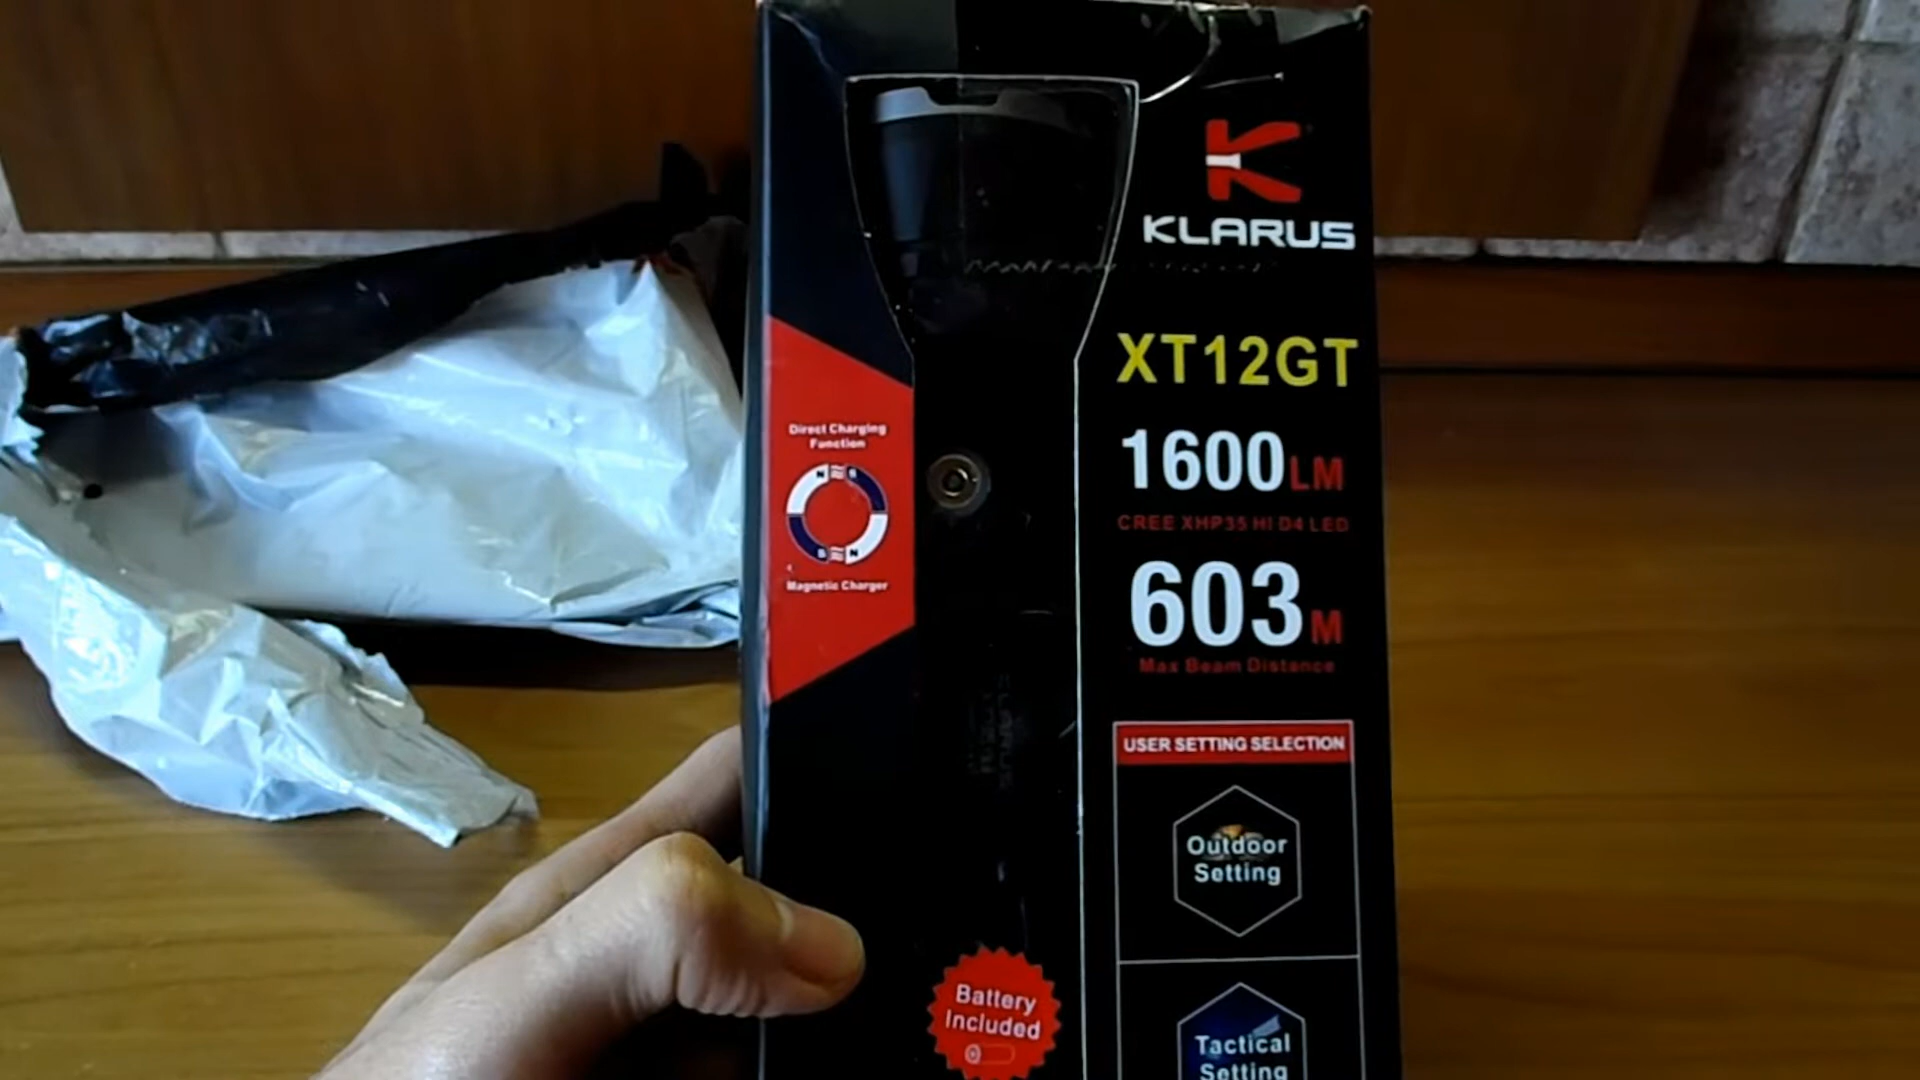 KLARUS
XT12GT
1600LM
CREE XHP35 HI D4 LED
603M
Max Beam Distance
Direct Charging
Function
N S
S N
Magnetic Charger
USER SETTING SELECTION
Outdoor
Setting
Tactical
Setting
Battery
Included